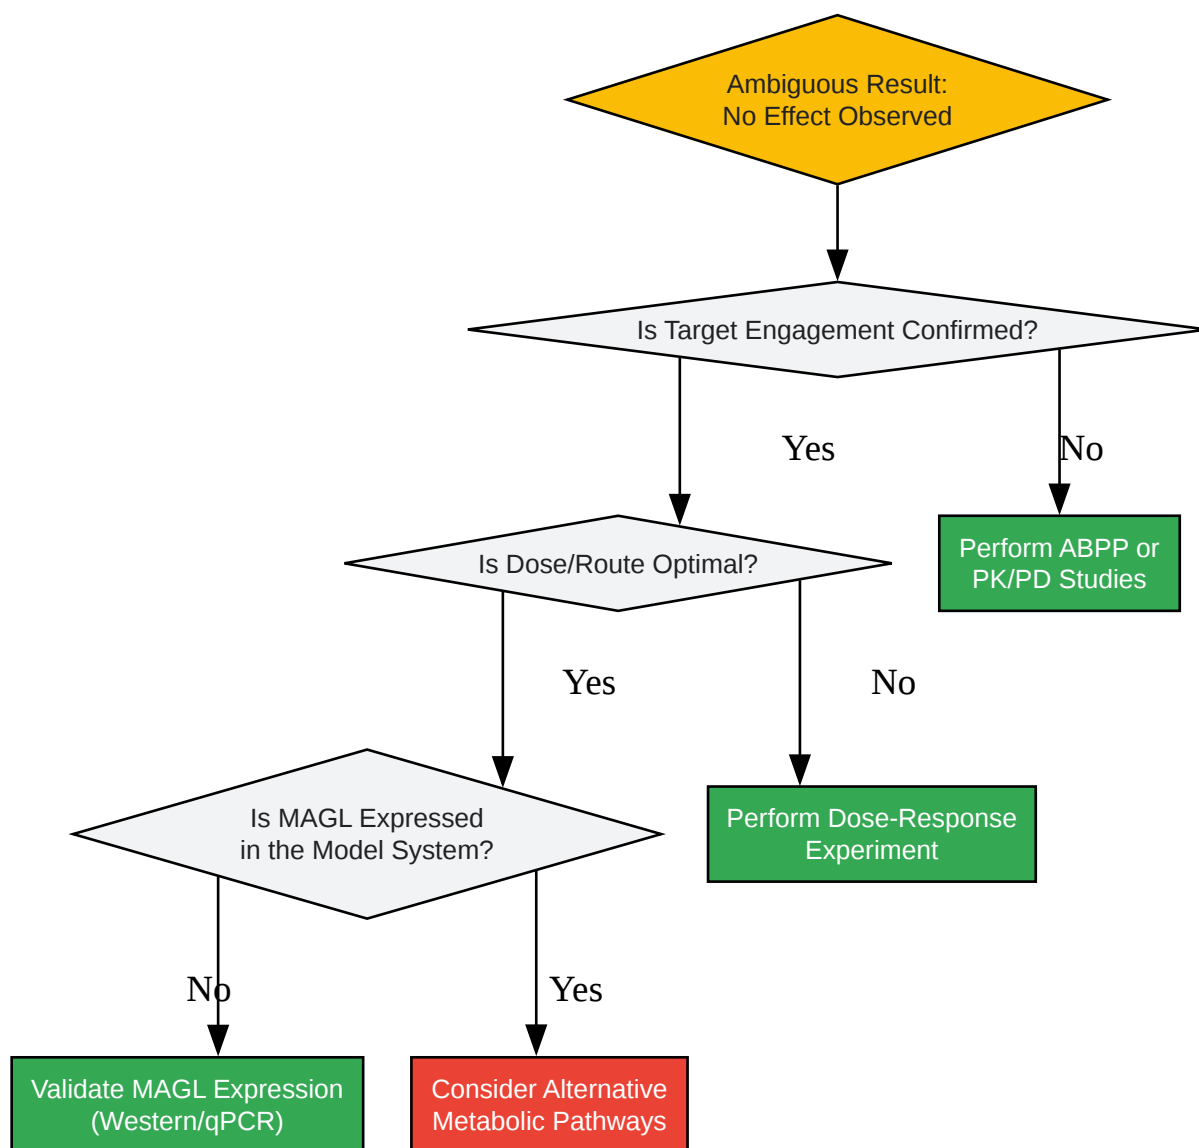 Ambiguous Result:
No Effect Observed
Is Target Engagement Confirmed?
Yes
No
Is Dose/Route Optimal?
Perform ABPP or
PK/PD Studies
Yes
No
Is MAGL Expressed
in the Model System?
Perform Dose-Response
Experiment
No
Yes
Validate MAGL Expression
(Western/qPCR)
Consider Alternative
Metabolic Pathways